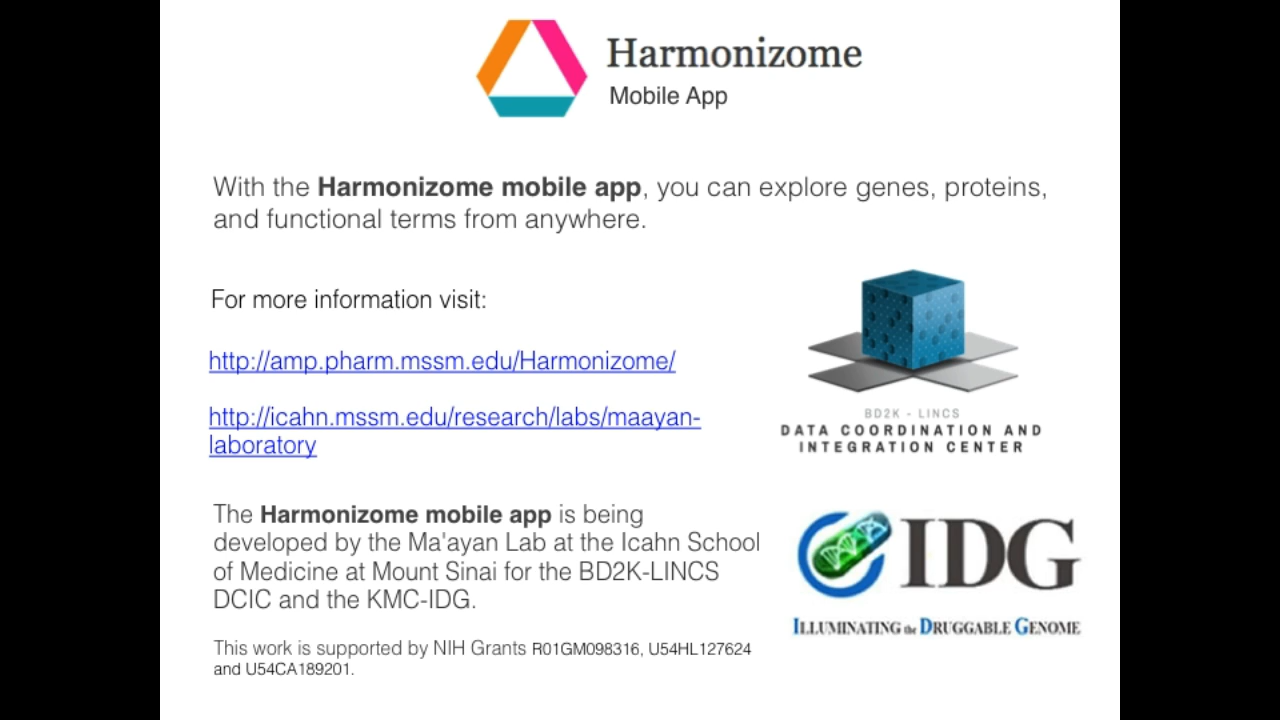 Harmonizome
Mobile App
With the Harmonizome mobile app, you can explore genes, proteins,
and functional terms from anywhere.
For more information visit:
http://amp.pharm.mssm.edu/Harmonizome/
http://icahn.mssm.edu/research/labs/maayan-
laboratory
BD2K - LINCS
DATA COORDINATION AND
INTEGRATION CENTER
The Harmonizome mobile app is being
developed by the Ma'ayan Lab at the Icahn School
of Medicine at Mount Sinai for the BD2K-LINCS
DCIC and the KMC-IDG.
IDG
ILLUMINATING the DRUGGABLE GENOME
This work is supported by NIH Grants R01GM098316, U54HL127624
and U54CA189201.